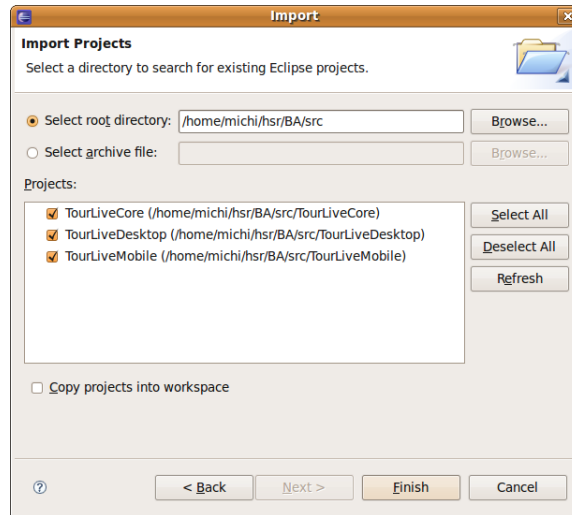 Import
Import Projects
Select a directory to search for existing Eclipse projects.
Select root directory: /home/michi/hsr/BA/src Browse...
Select archive file: Browse...
Projects:
TourLiveCore (/home/michi/hsr/BA/src/TourLiveCore)
TourLiveDesktop (/home/michi/hsr/BA/src/TourLiveDesktop)
TourLiveMobile (/home/michi/hsr/BA/src/TourLiveMobile)
Select All
Deselect All
Refresh
Copy projects into workspace
? < Back Next > Finish Cancel